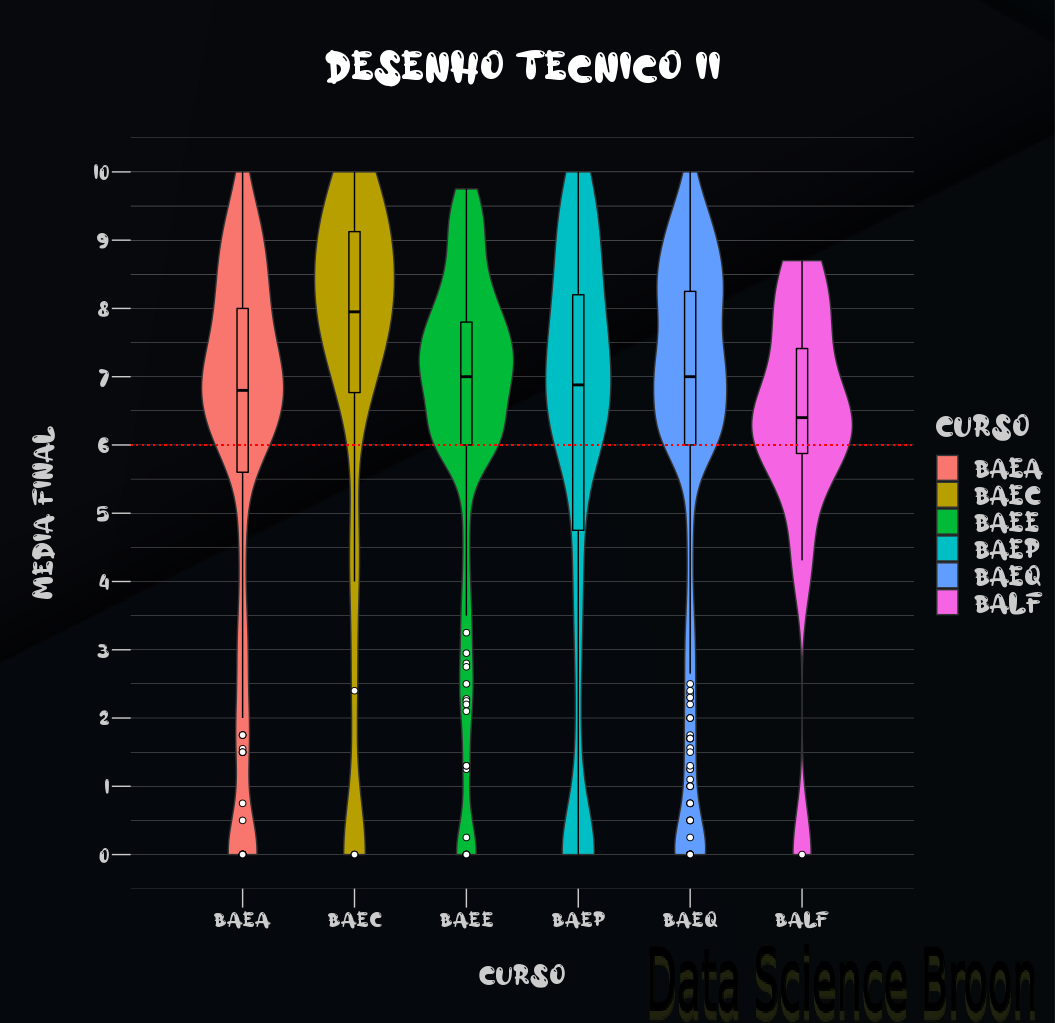 DESENHO TECNICO II
10
9
8
7
6
5
4
3
2
1
0
MEDIA FINAL
BAEA BAEC BAEE BAEP BAEQ BALF
CURSO
CURSO
BAEA
BAEC
BAEE
BAEP
BAEQ
BALF
Data Science Broon